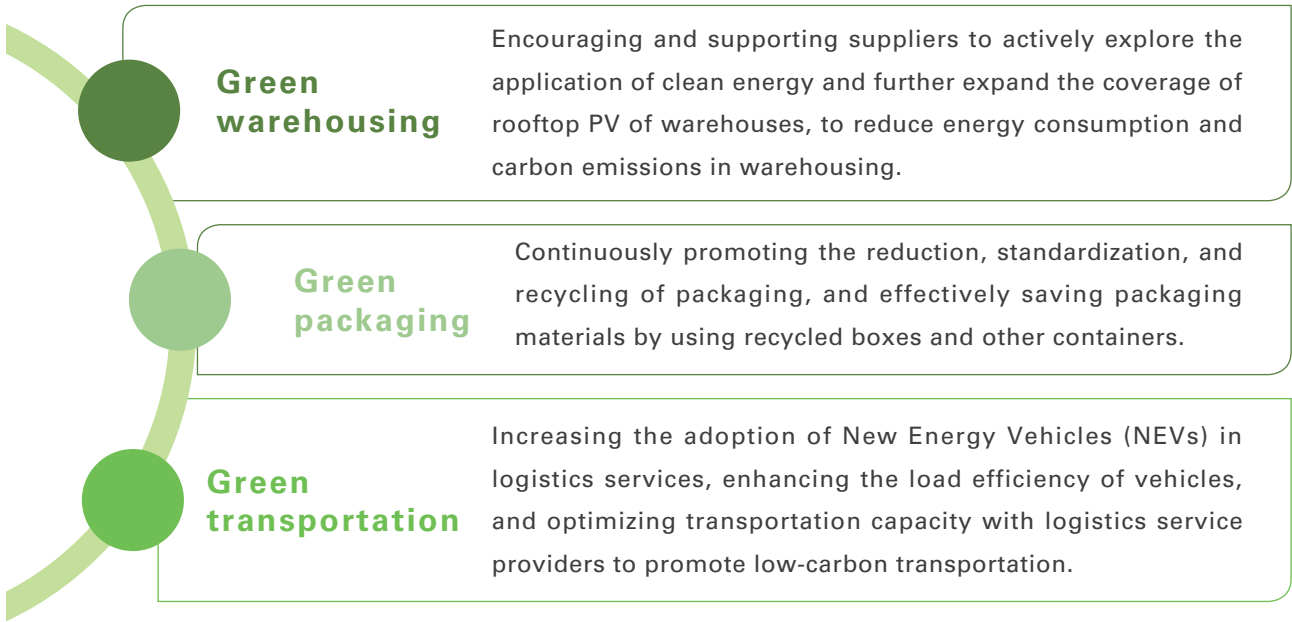 Green
warehousing
Encouraging and supporting suppliers to actively explore the
application of clean energy and further expand the coverage of
rooftop PV of warehouses, to reduce energy consumption and
carbon emissions in warehousing.
Green
packaging
Continuously promoting the reduction, standardization, and
recycling of packaging, and effectively saving packaging
materials by using recycled boxes and other containers.
Green
transportation
Increasing the adoption of New Energy Vehicles (NEVs) in
logistics services, enhancing the load efficiency of vehicles,
and optimizing transportation capacity with logistics service
providers to promote low-carbon transportation.